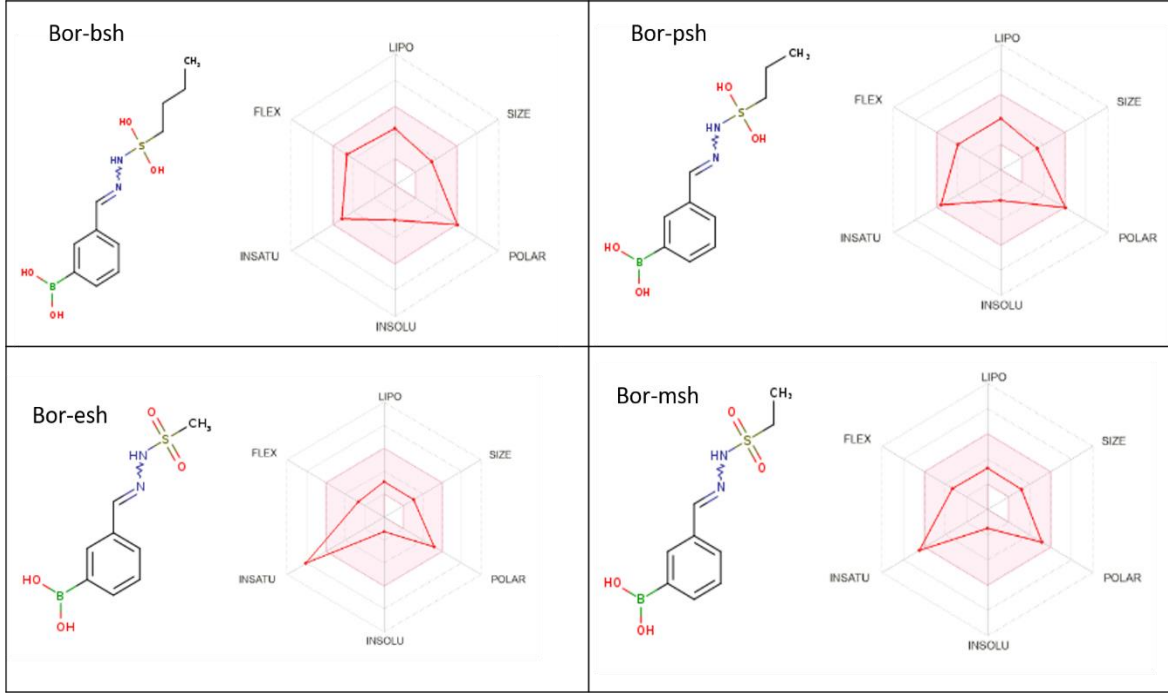 Bor-bsh
CH₃
HO
S
OH
HN
N
HO
B
OH
LIPO
FLEX
SIZE
INSATU
POLAR
INSOLU
Bor-psh
CH₃
HO
S
OH
HN
N
HO
B
OH
LIPO
FLEX
SIZE
INSATU
POLAR
INSOLU
Bor-esh
O
S
CH₃
HN
O
N
HO
B
OH
LIPO
FLEX
SIZE
INSATU
POLAR
INSOLU
Bor-msh
CH₃
O
S
HN
O
N
HO
B
OH
LIPO
FLEX
SIZE
INSATU
POLAR
INSOLU